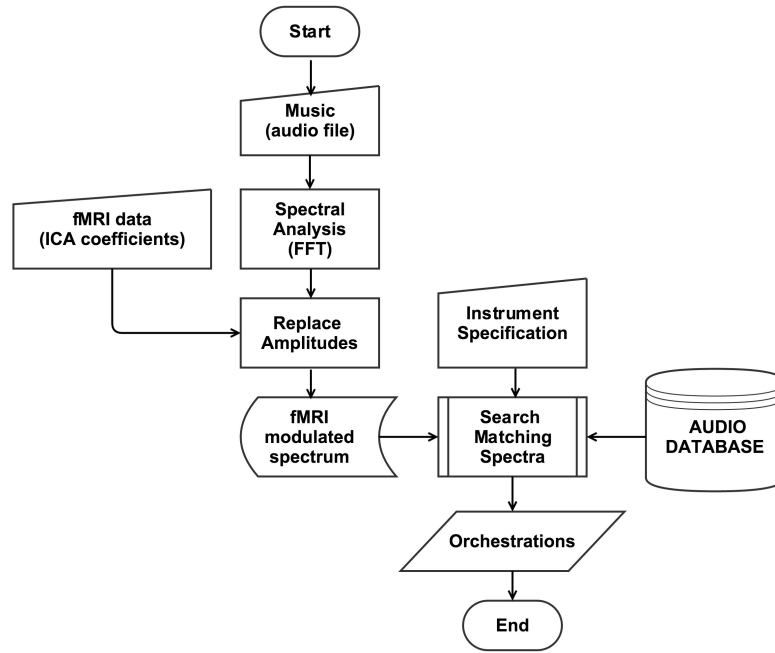 Start
Music
(audio file)
fMRI data
(ICA coefficients)
Spectral
Analysis
(FFT)
Replace
Amplitudes
Instrument
Specification
fMRI
modulated
spectrum
Search
Matching
Spectra
AUDIO
DATABASE
Orchestrations
End